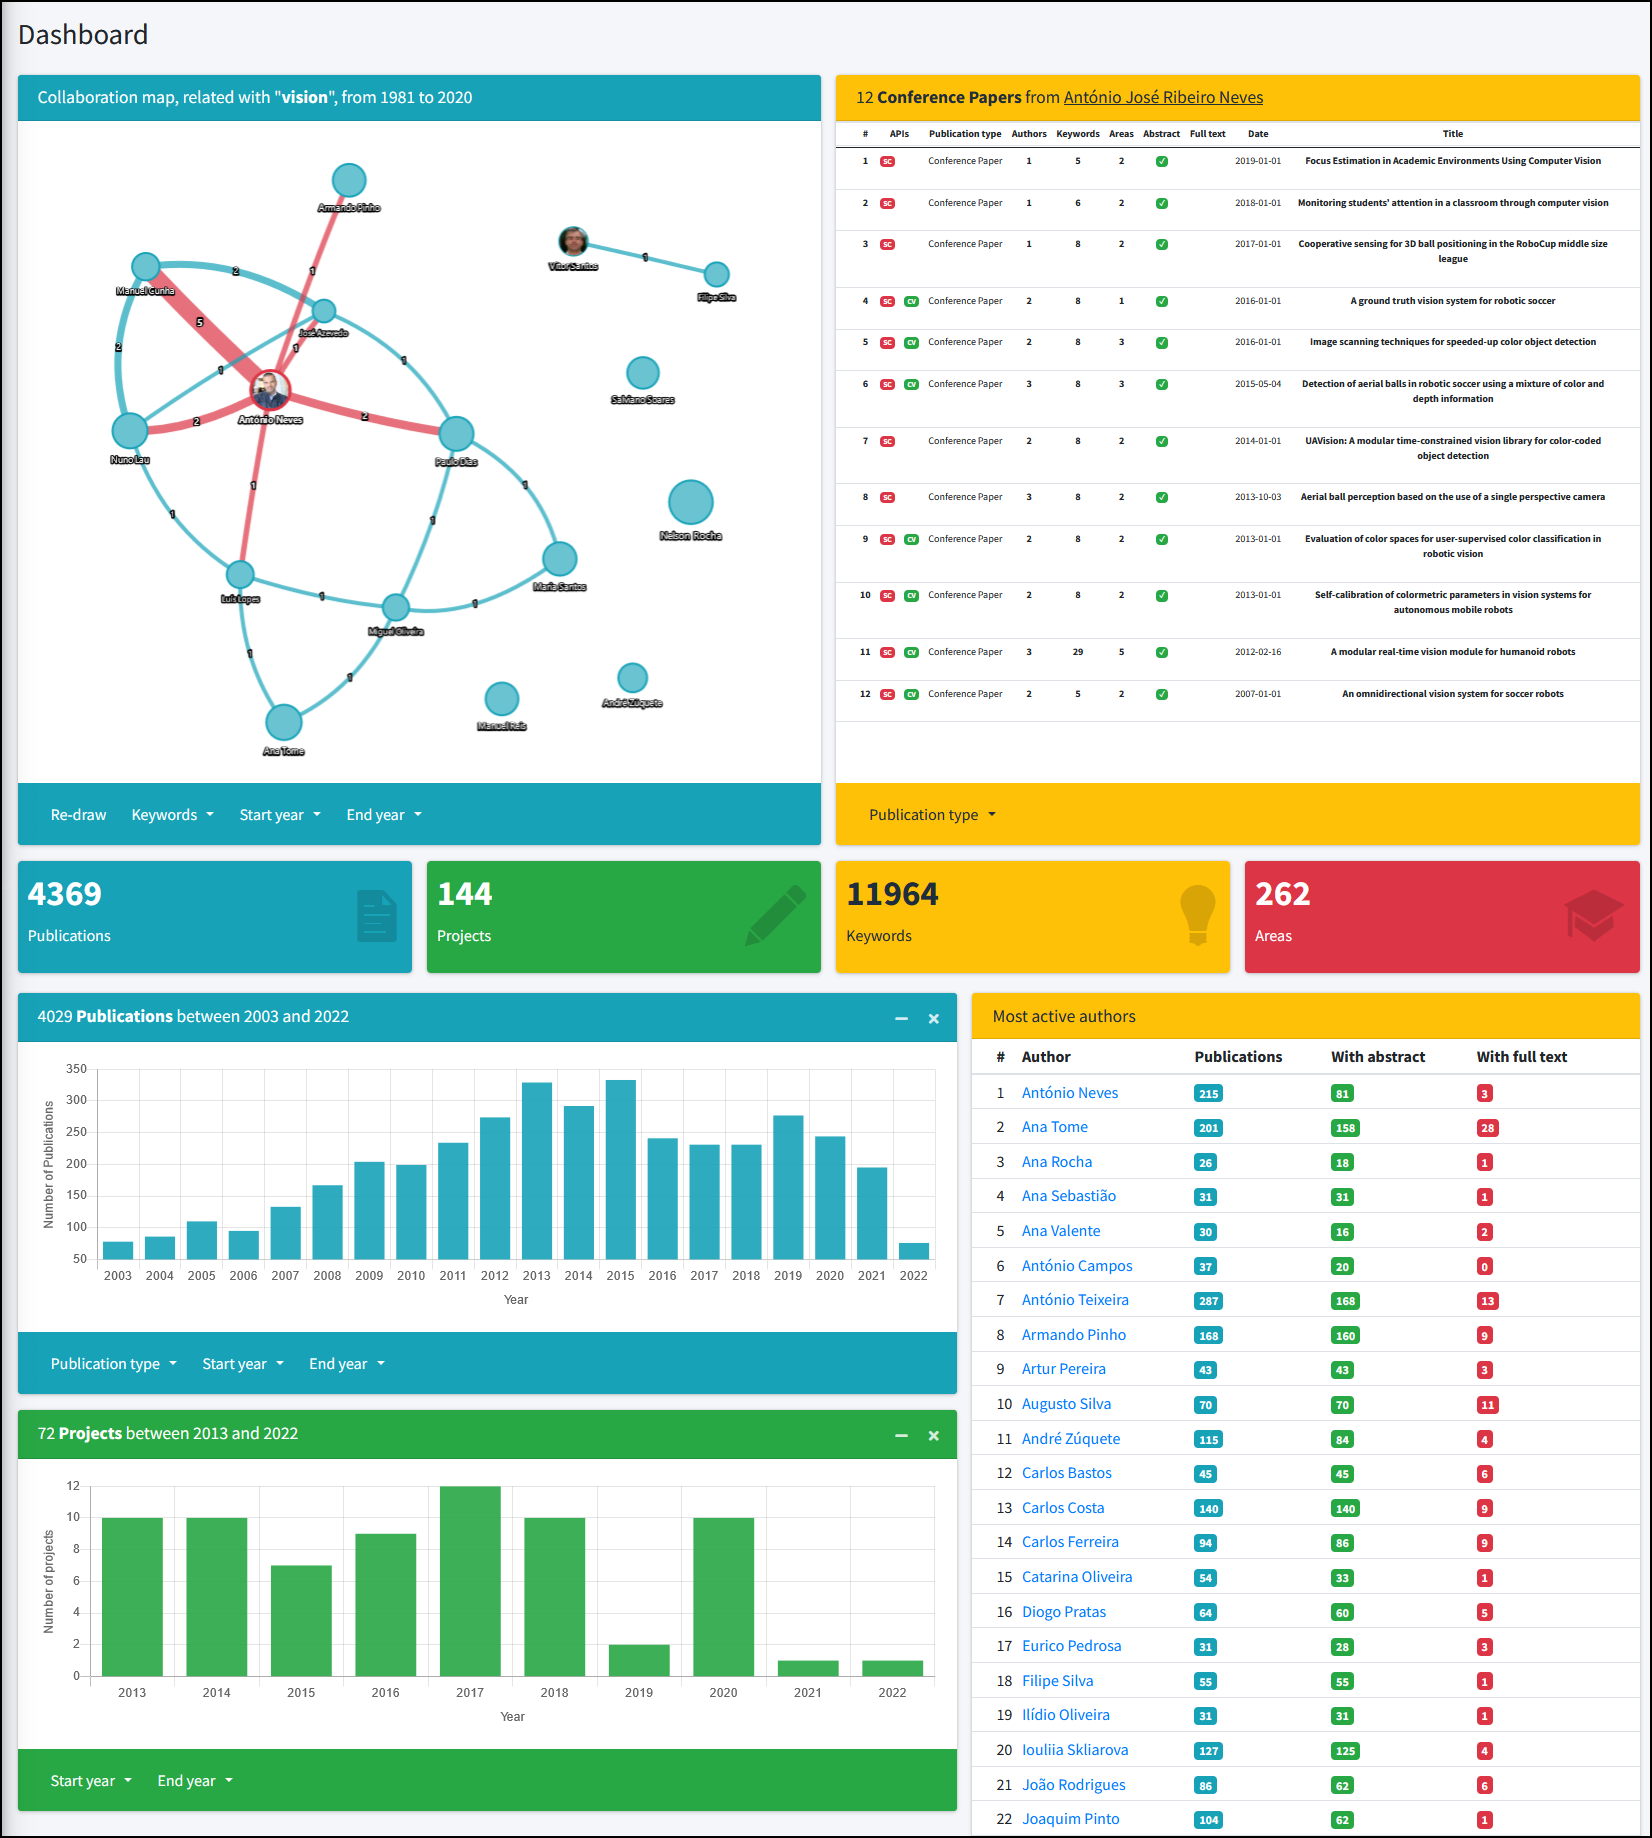 Dashboard
Collaboration map, related with "vision", from 1981 to 2020
Armando Pinho
1
Vitor Santos
1
Filipe Silva
Manuel Cunha
2
José Azevedo
5
1
2
1
1
António Neves
2
2
Nuno Lau
Paulo Dias
Salviano Soares
1
1
1
1
Nelson Rocha
Maria Santos
Luís Lopes
1
1
Miguel Oliveira
1
1
André Zúquete
Manuel Reis
Ana Tome
Re-draw Keywords Start year End year
12 Conference Papers from António José Ribeiro Neves
# APIs Publication type Authors Keywords Areas Abstract Full text Date Title
1 SC Conference Paper 1 5 2 ✓ 2019-01-01 Focus Estimation in Academic Environments Using Computer Vision
2 SC Conference Paper 1 6 2 ✓ 2018-01-01 Monitoring students' attention in a classroom through computer vision
3 SC Conference Paper 1 8 2 ✓ 2017-01-01 Cooperative sensing for 3D ball positioning in the RoboCup middle size
league
4 SC CV Conference Paper 2 8 1 ✓ 2016-01-01 A ground truth vision system for robotic soccer
5 SC CV Conference Paper 2 8 3 ✓ 2016-01-01 Image scanning techniques for speeded-up color object detection
6 SC CV Conference Paper 3 8 3 ✓ 2015-05-04 Detection of aerial balls in robotic soccer using a mixture of color and
depth information
7 SC Conference Paper 2 8 2 ✓ 2014-01-01 UAVision: A modular time-constrained vision library for color-coded
object detection
8 SC Conference Paper 3 8 2 ✓ 2013-10-03 Aerial ball perception based on the use of a single perspective camera
9 SC CV Conference Paper 2 8 2 ✓ 2013-01-01 Evaluation of color spaces for user-supervised color classification in
robotic vision
10 SC CV Conference Paper 2 8 2 ✓ 2013-01-01 Self-calibration of colormetric parameters in vision systems for
autonomous mobile robots
11 SC CV Conference Paper 3 29 5 ✓ 2012-02-16 A modular real-time vision module for humanoid robots
12 SC CV Conference Paper 2 5 2 ✓ 2007-01-01 An omnidirectional vision system for soccer robots
Publication type
4369
Publications
144
Projects
11964
Keywords
262
Areas
4029 Publications between 2003 and 2022
Number of Publications
350
300
250
200
150
100
50
2003 2004 2005 2006 2007 2008 2009 2010 2011 2012 2013 2014 2015 2016 2017 2018 2019 2020 2021 2022
Year
Publication type Start year End year
72 Projects between 2013 and 2022
Number of projects
12
10
8
6
4
2
0
2013 2014 2015 2016 2017 2018 2019 2020 2021 2022
Year
Start year End year
Most active authors
# Author Publications With abstract With full text
1 António Neves 215 81 3
2 Ana Tome 201 158 28
3 Ana Rocha 26 18 1
4 Ana Sebastião 31 31 1
5 Ana Valente 30 16 2
6 António Campos 37 20 0
7 António Teixeira 287 168 13
8 Armando Pinho 168 160 9
9 Artur Pereira 43 43 3
10 Augusto Silva 70 70 11
11 André Zúquete 115 84 4
12 Carlos Bastos 45 45 6
13 Carlos Costa 140 140 9
14 Carlos Ferreira 94 86 9
15 Catarina Oliveira 54 33 1
16 Diogo Pratas 64 60 5
17 Eurico Pedrosa 31 28 3
18 Filipe Silva 55 55 1
19 Ilídio Oliveira 31 31 1
20 Iouliia Skliarova 127 125 4
21 João Rodrigues 86 62 6
22 Joaquim Pinto 104 62 1